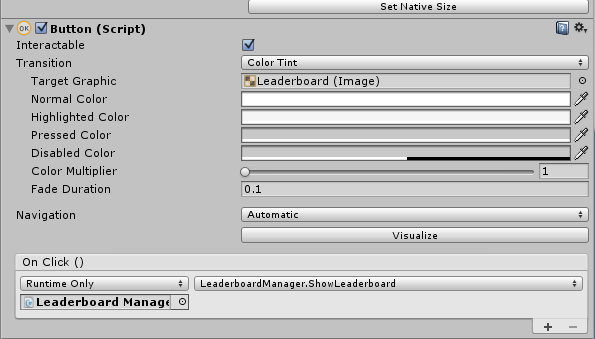 Set Native Size
OK Button (Script)
Interactable
Transition Color Tint
Target Graphic Leaderboard (Image)
Normal Color
Highlighted Color
Pressed Color
Disabled Color
Color Multiplier 1
Fade Duration 0.1
Navigation Automatic
Visualize
On Click ()
Runtime Only LeaderboardManager.ShowLeaderboard
Leaderboard Manage